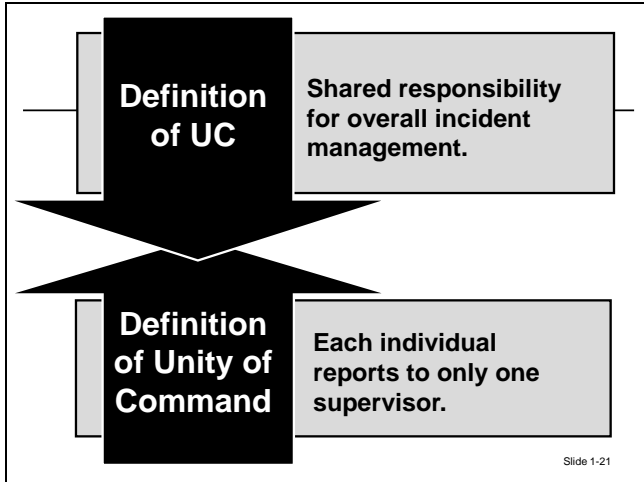 Definition
of UC
Shared responsibility
for overall incident
management.
Definition
of Unity of
Command
Each individual
reports to only one
supervisor.
Slide 1-21